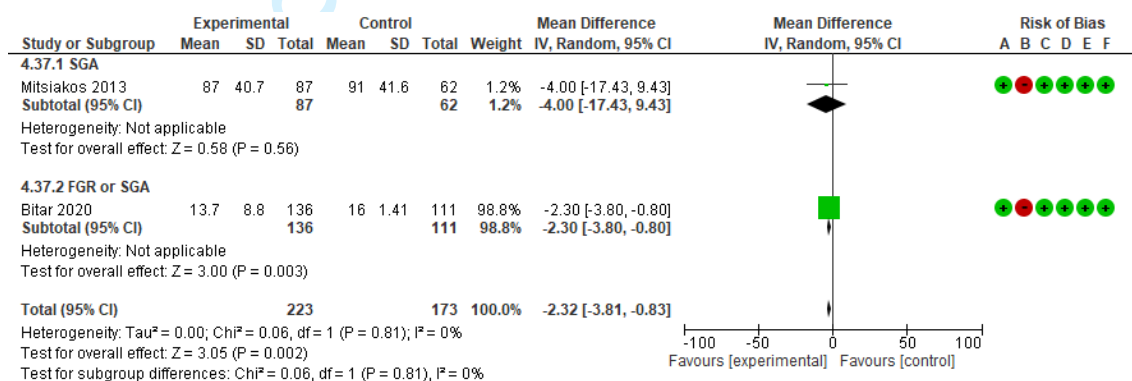 Experimental Control Mean Difference Mean Difference Risk of Bias
Study or Subgroup Mean SD Total Mean SD Total Weight IV, Random, 95% CI IV, Random, 95% CI A B C D E F
4.37.1 SGA
Mitsiakos 2013 87 40.7 87 91 41.6 62 1.2% -4.00 [-17.43, 9.43] + - + + + +
Subtotal (95% CI) 87 62 1.2% -4.00 [-17.43, 9.43]
Heterogeneity: Not applicable
Test for overall effect: Z = 0.58 (P = 0.56)
4.37.2 FGR or SGA
Bitar 2020 13.7 8.8 136 16 1.41 111 98.8% -2.30 [-3.80, -0.80] + - + + + +
Subtotal (95% CI) 136 111 98.8% -2.30 [-3.80, -0.80]
Heterogeneity: Not applicable
Test for overall effect: Z = 3.00 (P = 0.003)
Total (95% CI) 223 173 100.0% -2.32 [-3.81, -0.83]
Heterogeneity: Tau² = 0.00; Chi² = 0.06, df = 1 (P = 0.81); I² = 0%
Test for overall effect: Z = 3.05 (P = 0.002)
Test for subgroup differences: Chi² = 0.06, df = 1 (P = 0.81), I² = 0%
-100 -50 0 50 100
Favours [experimental] Favours [control]